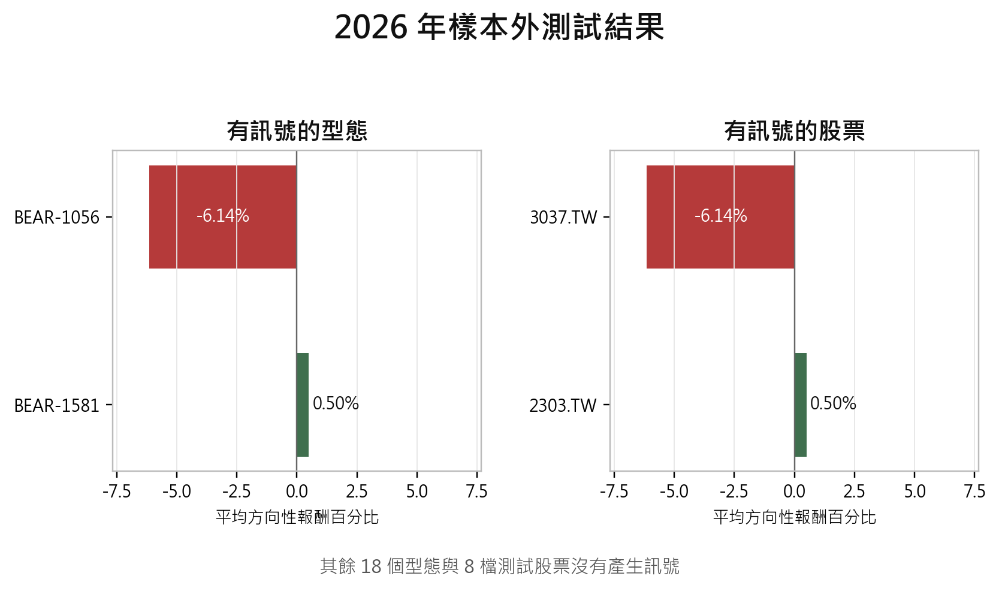 2026 年樣本外測試結果
有訊號的型態
BEAR-1056
-6.14%
BEAR-1581
0.50%
-7.5 -5.0 -2.5 0.0 2.5 5.0 7.5
平均方向性報酬百分比
有訊號的股票
3037.TW
-6.14%
2303.TW
0.50%
-7.5 -5.0 -2.5 0.0 2.5 5.0 7.5
平均方向性報酬百分比
其餘 18 個型態與 8 檔測試股票沒有產生訊號